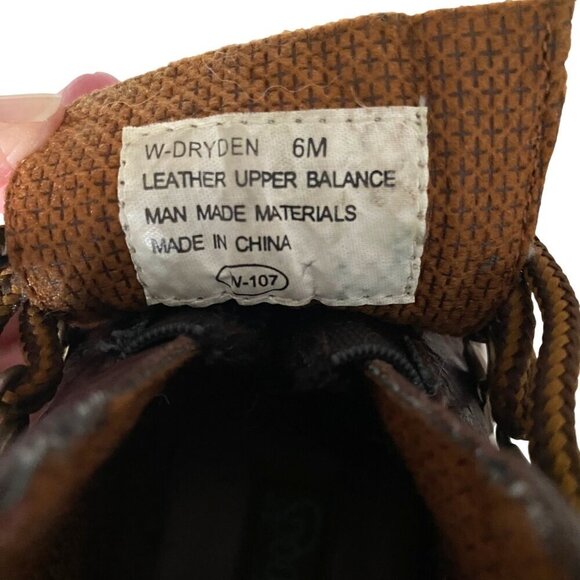 W-DRYDEN 6M
LEATHER UPPER BALANCE
MAN MADE MATERIALS
MADE IN CHINA
V-107